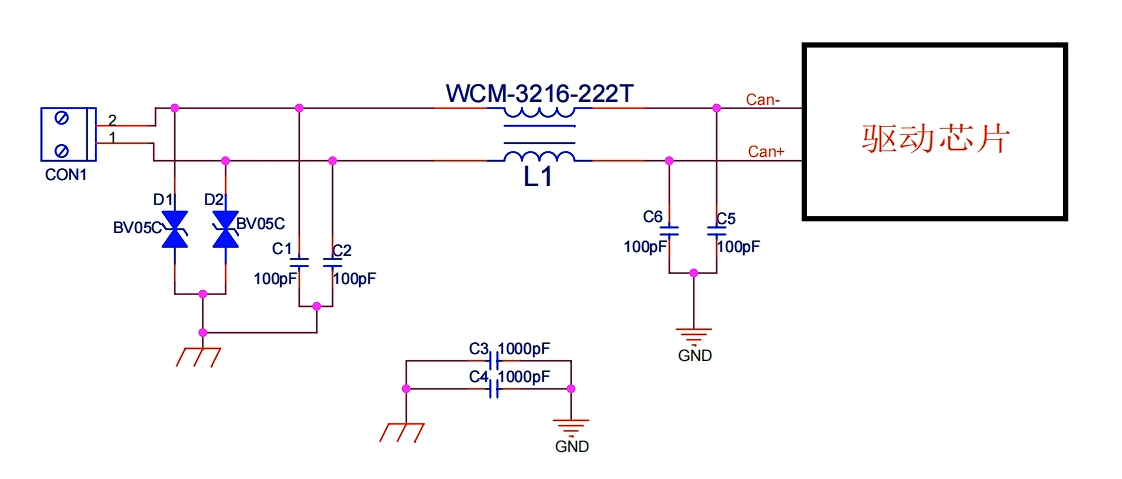 WCM-3216-222T
Can-
2
1
CON1
Can+
L1
驱动芯片
D1
D2
BV05C
BV05C
C1
C2
100pF
100pF
C6
C5
100pF
100pF
GND
C3 1000pF
C4 1000pF
GND